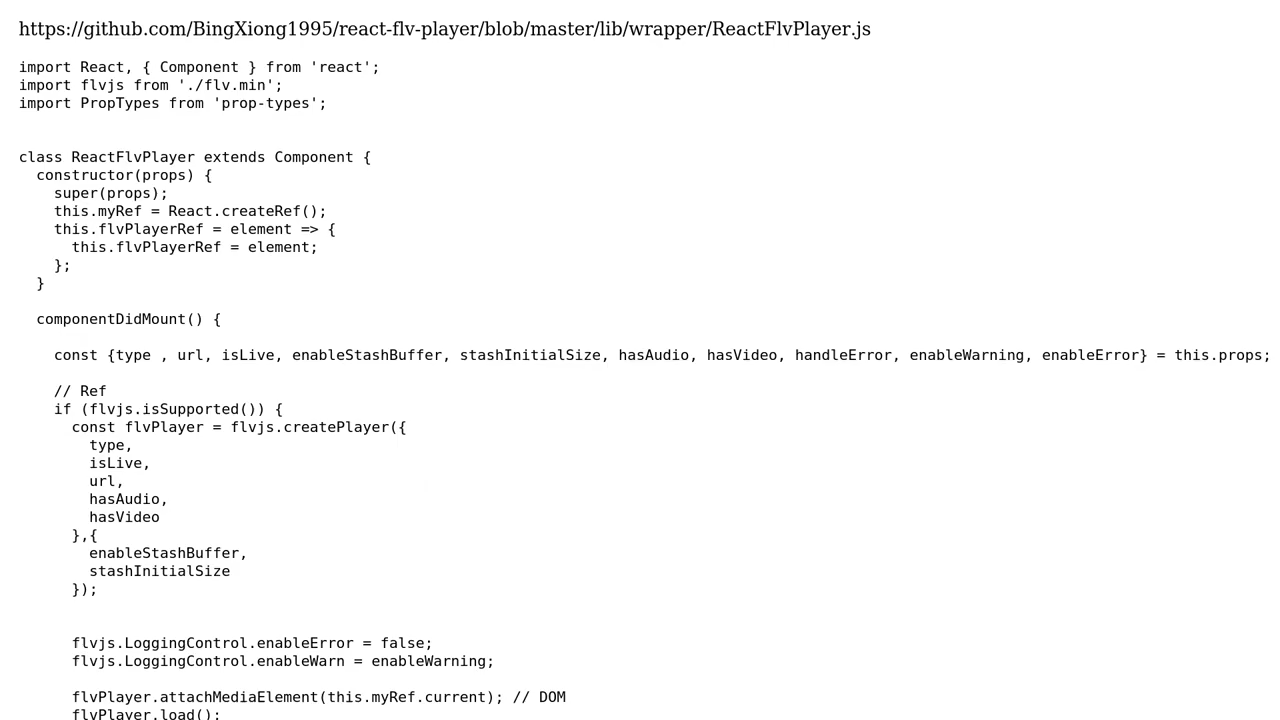 https://github.com/BingXiong1995/react-flv-player/blob/master/lib/wrapper/ReactFlvPlayer.js
import React, { Component } from 'react';
import flvjs from './flv.min';
import PropTypes from 'prop-types';
class ReactFlvPlayer extends Component {
  constructor(props) {
    super(props);
    this.myRef = React.createRef();
    this.flvPlayerRef = element => {
      this.flvPlayerRef = element;
    };
  }
  componentDidMount() {
    const {type , url, isLive, enableStashBuffer, stashInitialSize, hasAudio, hasVideo, handleError, enableWarning, enableError} = this.props;
    // Ref
    if (flvjs.isSupported()) {
      const flvPlayer = flvjs.createPlayer({
        type,
        isLive,
        url,
        hasAudio,
        hasVideo
      },{
        enableStashBuffer,
        stashInitialSize
      });
      flvjs.LoggingControl.enableError = false;
      flvjs.LoggingControl.enableWarn = enableWarning;
      flvPlayer.attachMediaElement(this.myRef.current); // DOM
      flvPlayer.load();